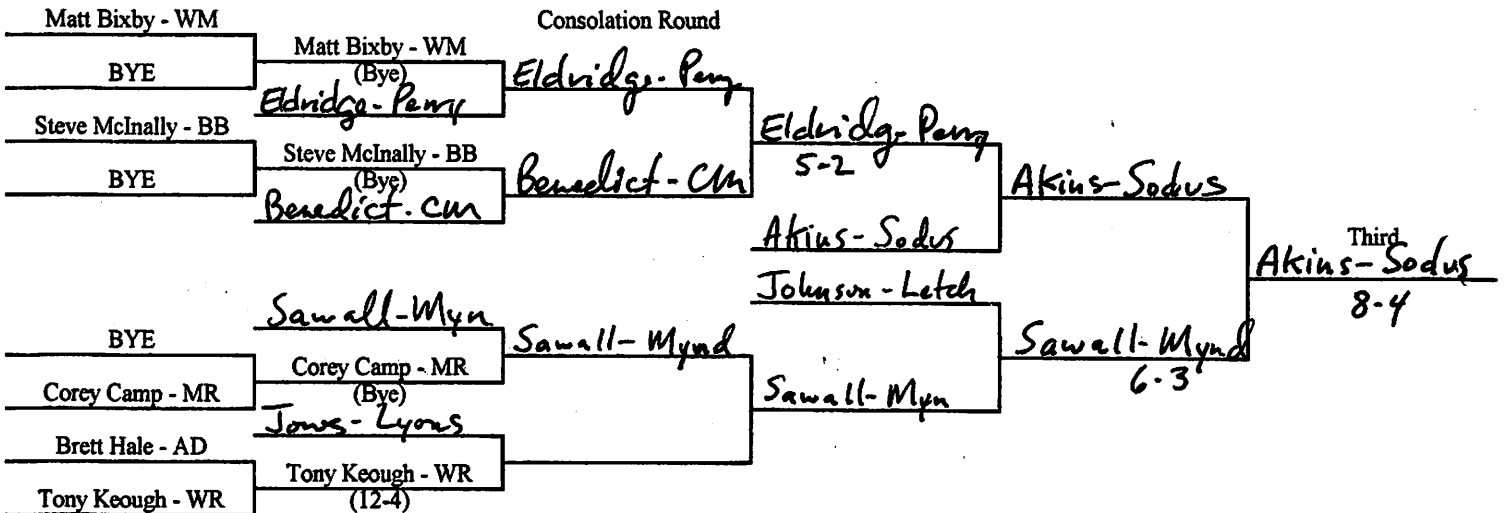 Matt Bixby - WM
Consolation Round
Matt Bixby - WM
BYE
(Bye)
Eldridge-Perry
Eldridge-Perry
Steve McInally - BB
Eldridg-Perry
Steve McInally - BB
5-2
BYE
(Bye)
Benedict-CM
Akins-Sodus
Benedict-CM
Akins-Sodus
Third
Akins-Sodus
8-4
Johnson-Letch
Sawall-Myn
BYE
Sawall-Mynd
Sawall-Mynd
6-3
Corey Camp - MR
Corey Camp - MR
(Bye)
Sawall-Myn
Jones-Lyons
Brett Hale - AD
Tony Keough - WR
Tony Keough - WR
(12-4)